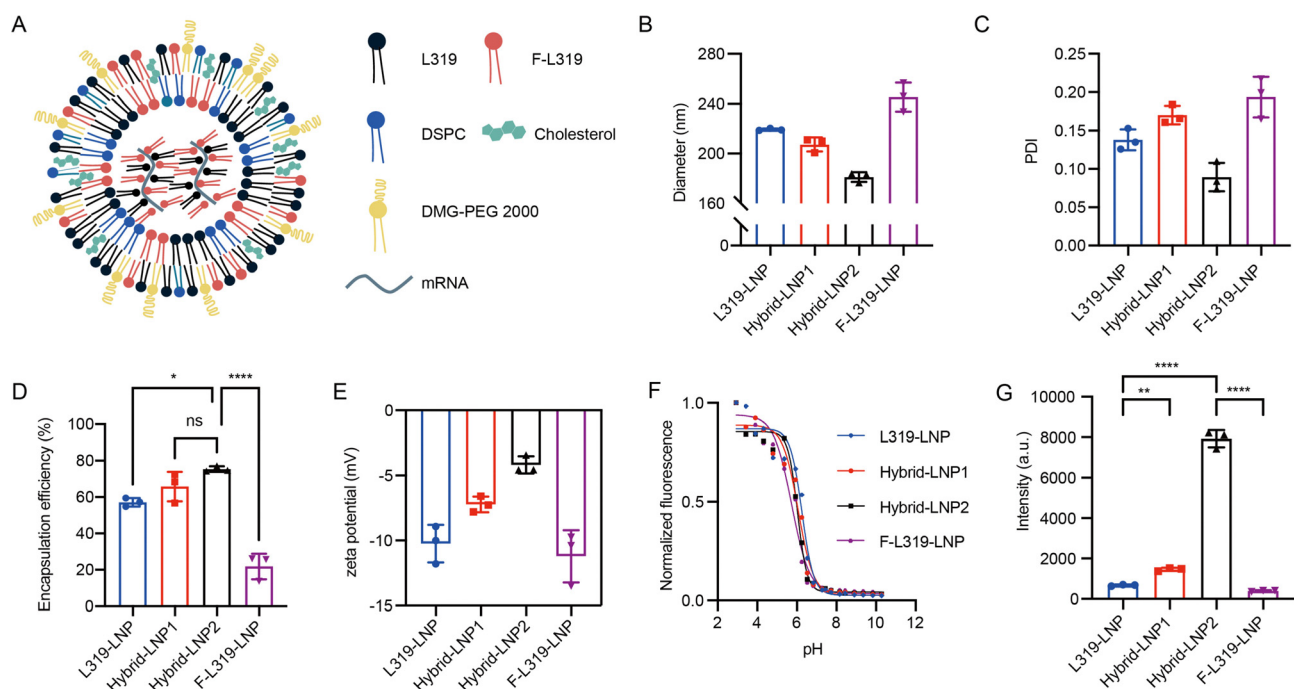 A
L319
F-L319
DSPC
Cholesterol
DMG-PEG 2000
mRNA
B
Diameter (nm)
280
240
200
160
0
L319-LNP
Hybrid-LNP1
Hybrid-LNP2
F-L319-LNP
C
PDI
0.25
0.20
0.15
0.10
0.05
0.00
L319-LNP
Hybrid-LNP1
Hybrid-LNP2
F-L319-LNP
D
Encapsulation efficiency (%)
100
80
60
40
20
0
*
****
ns
L319-LNP
Hybrid-LNP1
Hybrid-LNP2
F-L319-LNP
E
zeta potential (mV)
0
-5
-10
-15
L319-LNP
Hybrid-LNP1
Hybrid-LNP2
F-L319-LNP
F
Normalized fluorescence
1.0
0.5
0.0
2 4 6 8 10 12
pH
L319-LNP
Hybrid-LNP1
Hybrid-LNP2
F-L319-LNP
G
Intensity (a.u.)
10000
8000
6000
4000
2000
0
****
**
****
L319-LNP
Hybrid-LNP1
Hybrid-LNP2
F-L319-LNP